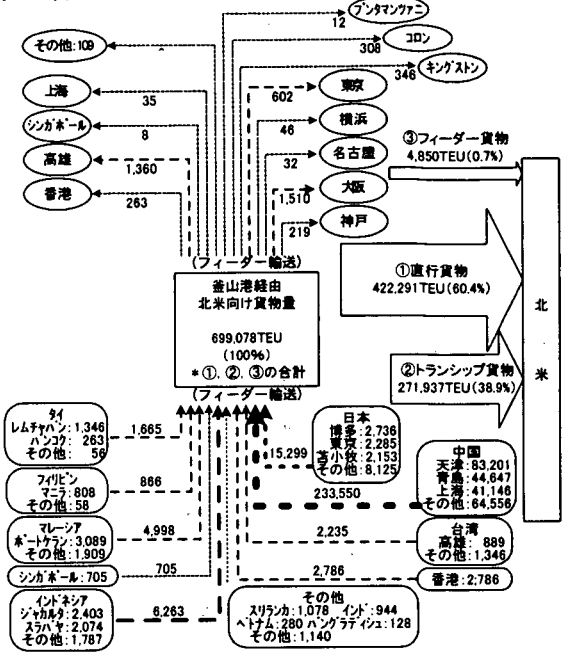 プンタマンツァニ
12
コロン
308
キングストン
346
その他:109
上海
35
シンガポール
8
高雄
1,360
香港
263
東京
602
横浜
46
名古屋
32
大阪
1,510
神戸
219
③フィーダー貨物
4,850TEU(0.7%)
①直行貨物
422,291TEU(60.4%)
②トランシップ貨物
271,937TEU(38.9%)
北
米
(フィーダー輸送)
釜山港経由
北米向け貨物量
699,078TEU
(100%)
*①,②,③の合計
(フィーダー輸送)
タイ
レムチャバン:1,346
バンコク: 263
その他: 56
1,665
フィリピン
マニラ:808
その他:58
866
マレーシア
ポートケラン:3,089
その他:1,909
4,998
シンガポール:705
705
インドネシア
ジャカルタ:2,403
スラバヤ:2,074
その他:1,787
6,263
日本
博多:2,736
東京:2,285
苫小牧:2,153
その他:8,125
15,299
中国
天津:83,201
青島:44,647
上海:41,146
その他:64,556
233,550
台湾
高雄: 889
その他:1,346
2,235
香港:2,786
2,786
その他
スリランカ:1,078 インド:944
ベトナム:280 バングラディシュ:128
その他:1,140